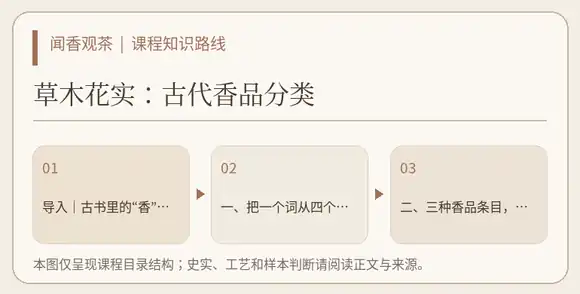 闻香观茶｜课程知识路线
草木花实：古代香品分类
01
导入｜古书里的“香”…
02
一、把一个词从四个…
03
二、三种香品条目，…
本图仅呈现课程目录结构；史实、工艺和样本判断请阅读正文与来源。